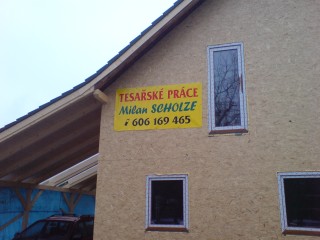 TESAŘSKÉ PRÁCE
Milan SCHOLZE
606 169 465